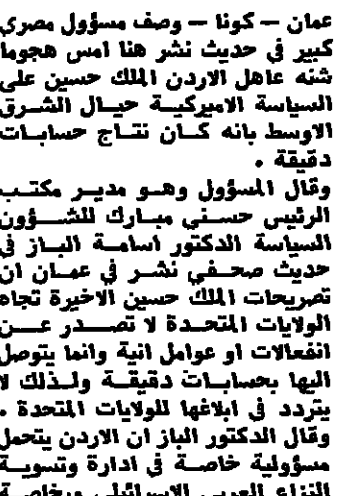 عمان – كونا – وصف مسؤول مصري
كبير في حديث نشر هنا امس هجوما
شنه عاهل الاردن الملك حسين على
السياسة الاميركية حيال الشرق
الاوسط بانه كان نتاج حسابات
دقيقة .
وقال المسؤول وهو مدير مكتب
الرئيس حسني مبارك للشؤون
السياسة الدكتور اسامة الباز في
حديث صحفي نشر في عمان ان
تصريحات الملك حسين الاخيرة تجاه
الولايات المتحدة لا تصدر عن
انفعالات او عوامل انية وانما يتوصل
اليها بحسابات دقيقة ولذلك لا
يتردد في ابلاغها للولايات المتحدة .
وقال الدكتور الباز ان الاردن يتحمل
مسؤولية خاصة في ادارة وتسوية
النزاع العربي الاسرائيلي وبخاصة